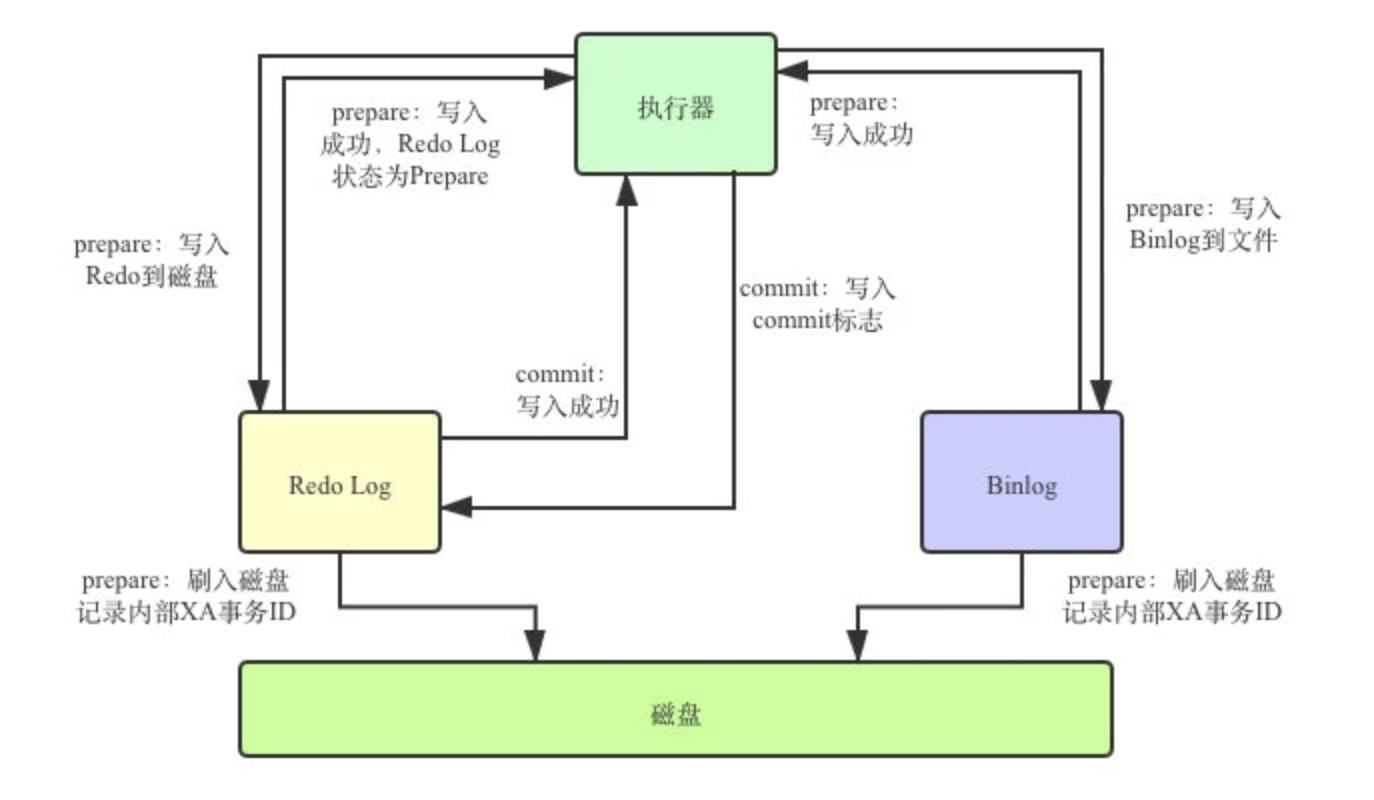 执行器
prepare：写入
成功，Redo Log
状态为Prepare
prepare：
写入成功
prepare：写入
Redo到磁盘
prepare：写入
Binlog到文件
commit：写入
commit标志
commit：
写入成功
Redo Log
Binlog
prepare：刷入磁盘
记录内部XA事务ID
prepare：刷入磁盘
记录内部XA事务ID
磁盘